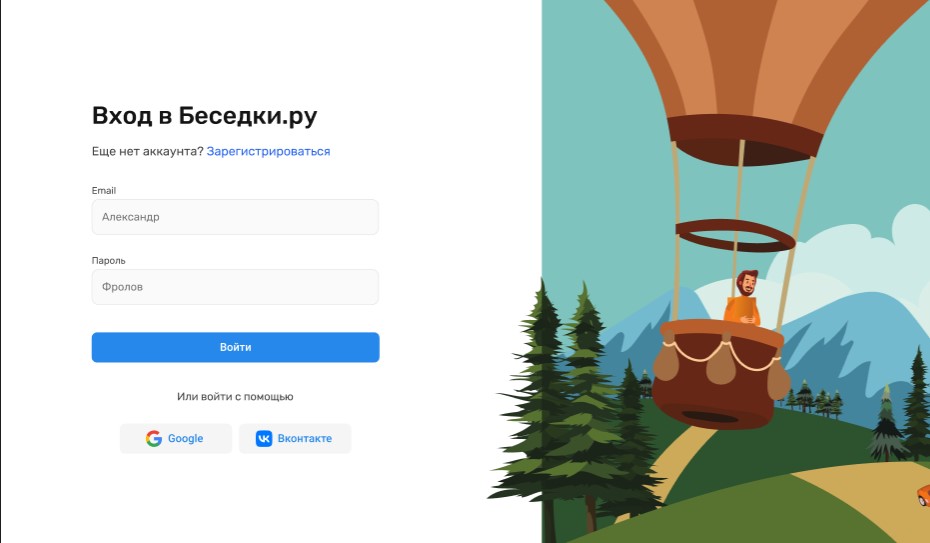 Вход в Беседки.ру
Еще нет аккаунта? Зарегистрироваться
Email
Александр
Пароль
Фролов
Войти
Или войти с помощью
Google
Вконтакте